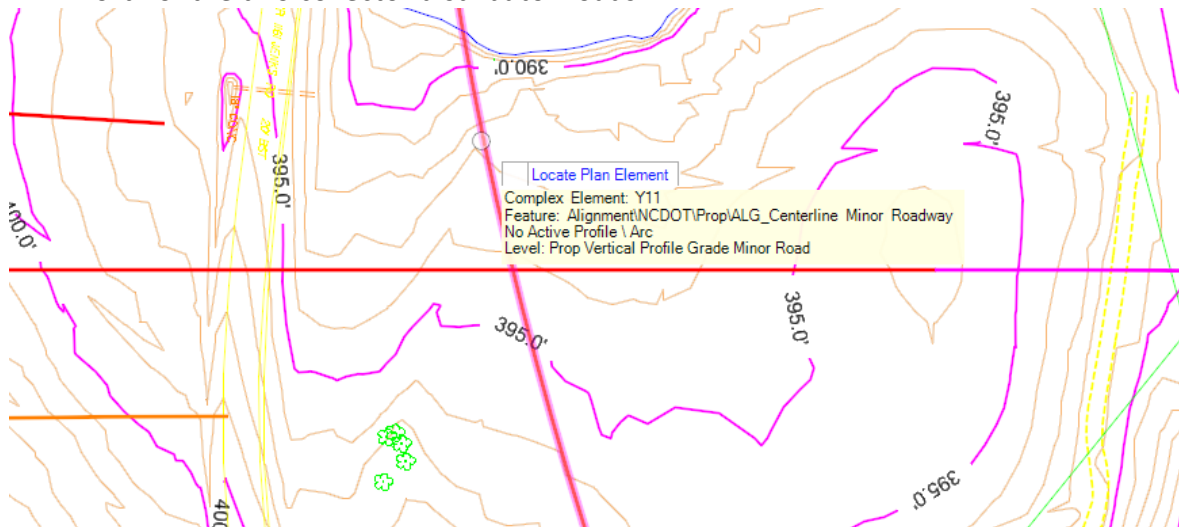 390.0'
395.0'
Locate Plan Element
Complex Element: Y11
Feature: Alignment\NCDOT\Prop\ALG_Centerline Minor Roadway
No Active Profile \ Arc
Level: Prop Vertical Profile Grade Minor Road
395.0'
400.0'
395.0'
395.0'
395.0'